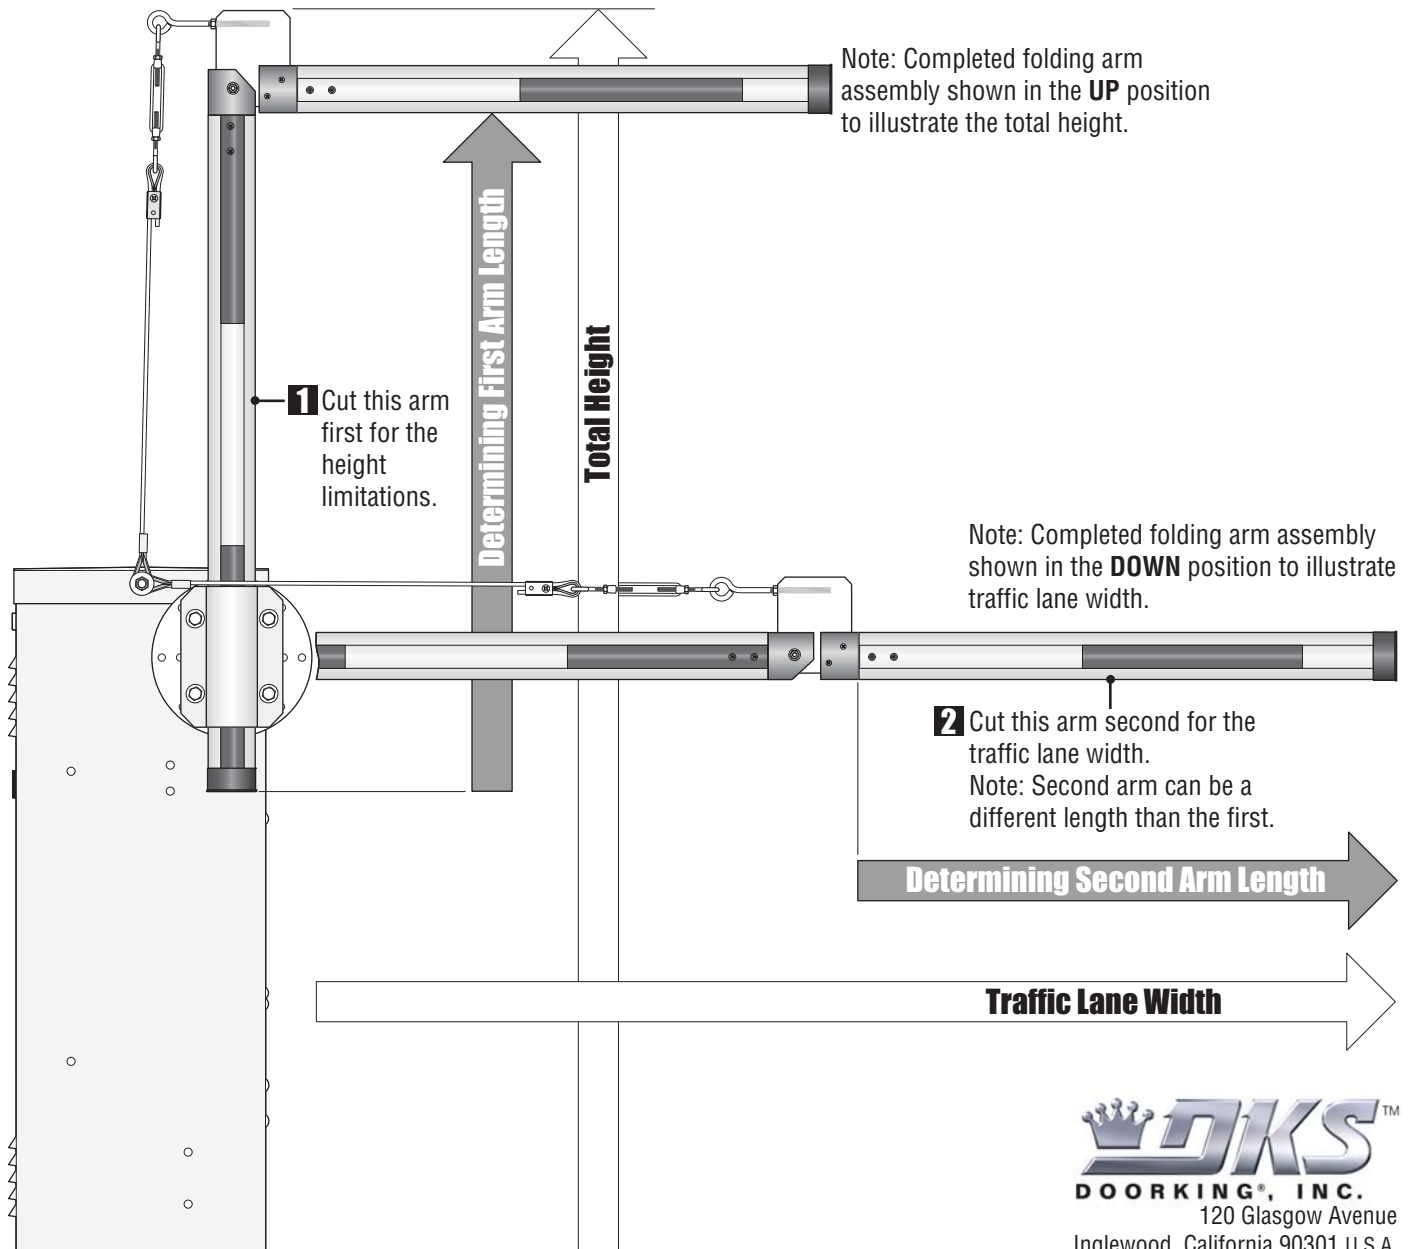 Note: Completed folding arm
assembly shown in the UP position
to illustrate the total height.
Determining First Arm Length
Total Height
1 Cut this arm
first for the
height
limitations.
Note: Completed folding arm assembly
shown in the DOWN position to illustrate
traffic lane width.
2 Cut this arm second for the
traffic lane width.
Note: Second arm can be a
different length than the first.
Determining Second Arm Length
Traffic Lane Width
DKS™
DOORKING®, INC.
120 Glasgow Avenue
Inglewood, California 90301 U.S.A.